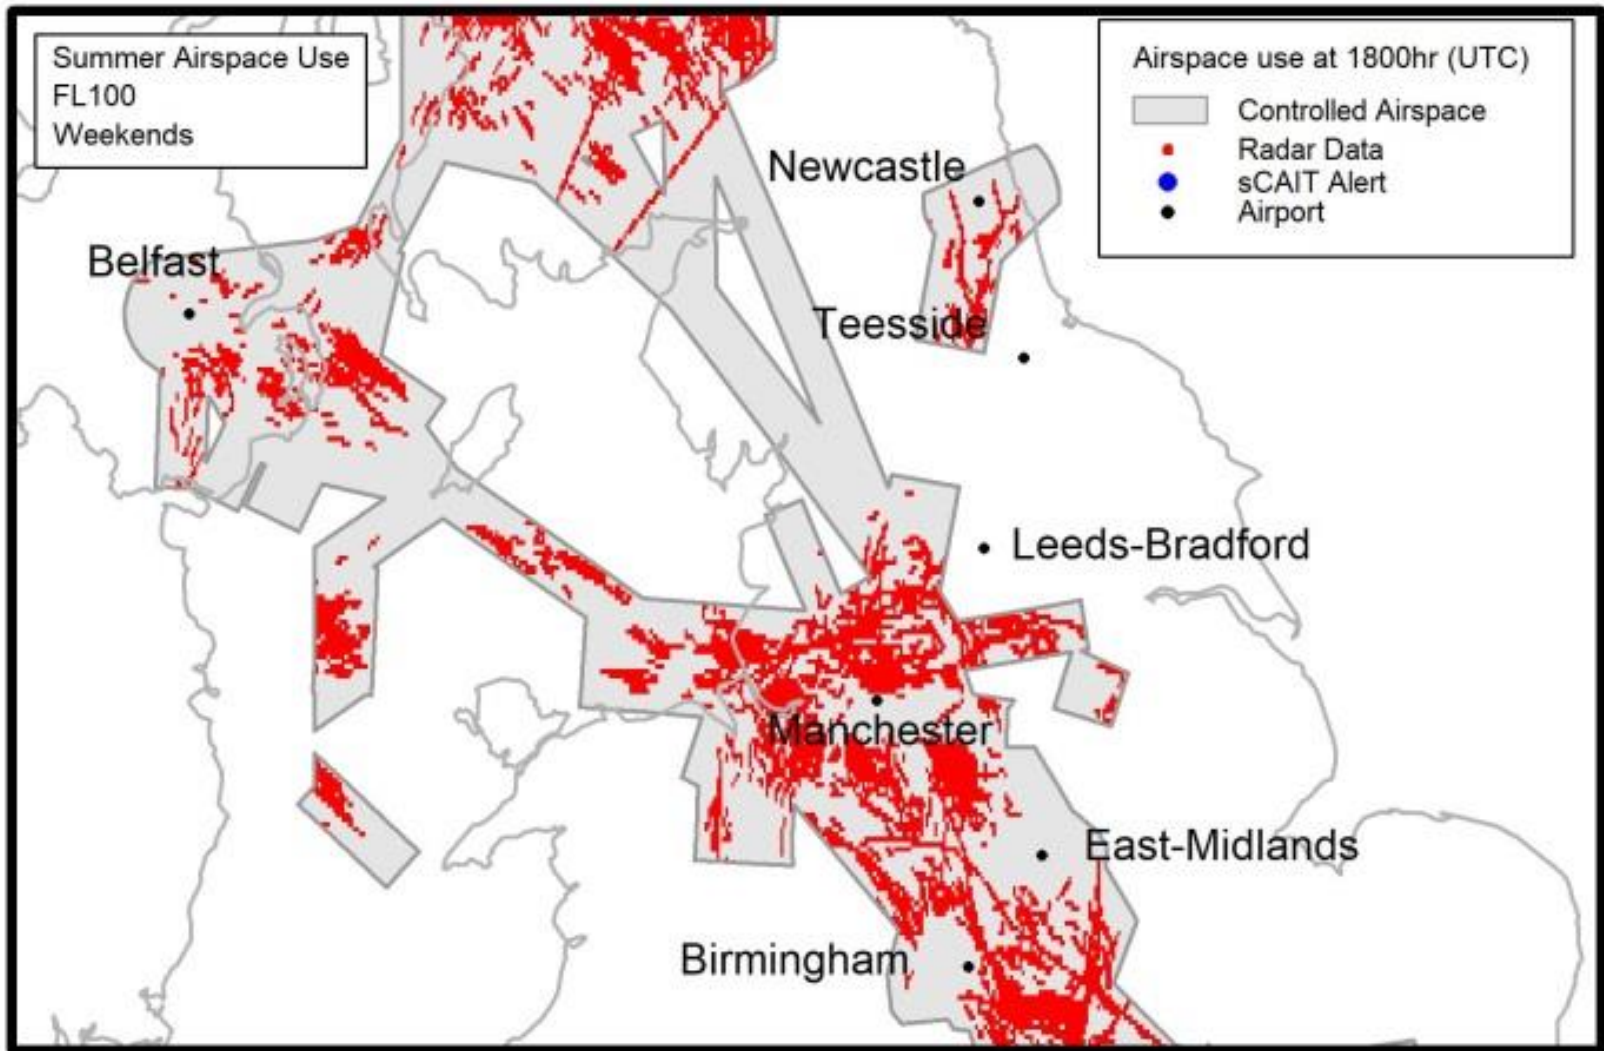 Summer Airspace Use
FL100
Weekends
Airspace use at 1800hr (UTC)
Controlled Airspace
Radar Data
sCAIT Alert
Airport
Newcastle
Belfast
Teesside
Leeds-Bradford
Manchester
East-Midlands
Birmingham